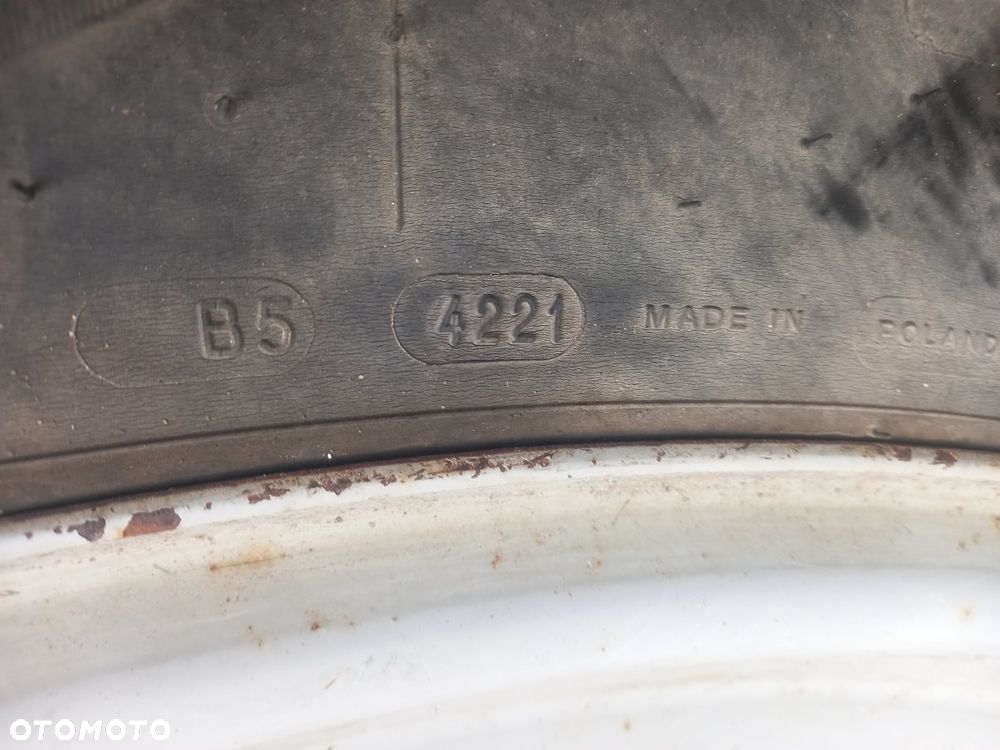 B5 4221 MADE IN POLAND
OTOMOTO